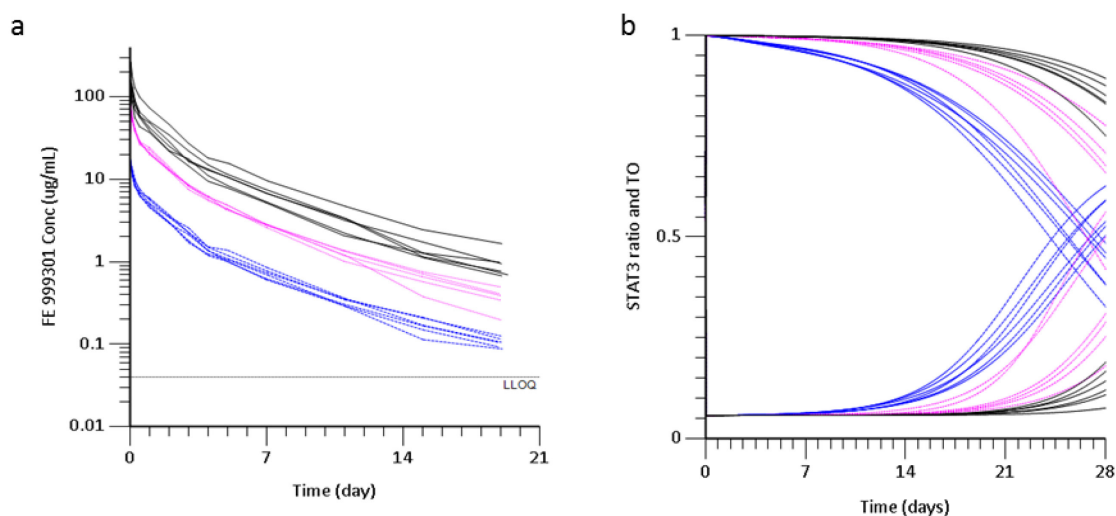 a
FE 999301 Conc (ug/mL)
100
10
1
0.1
0.01
LLOQ
0
7
14
21
Time (day)
b
STAT3 ratio and TO
1
0.5
0
0
7
14
21
28
Time (days)